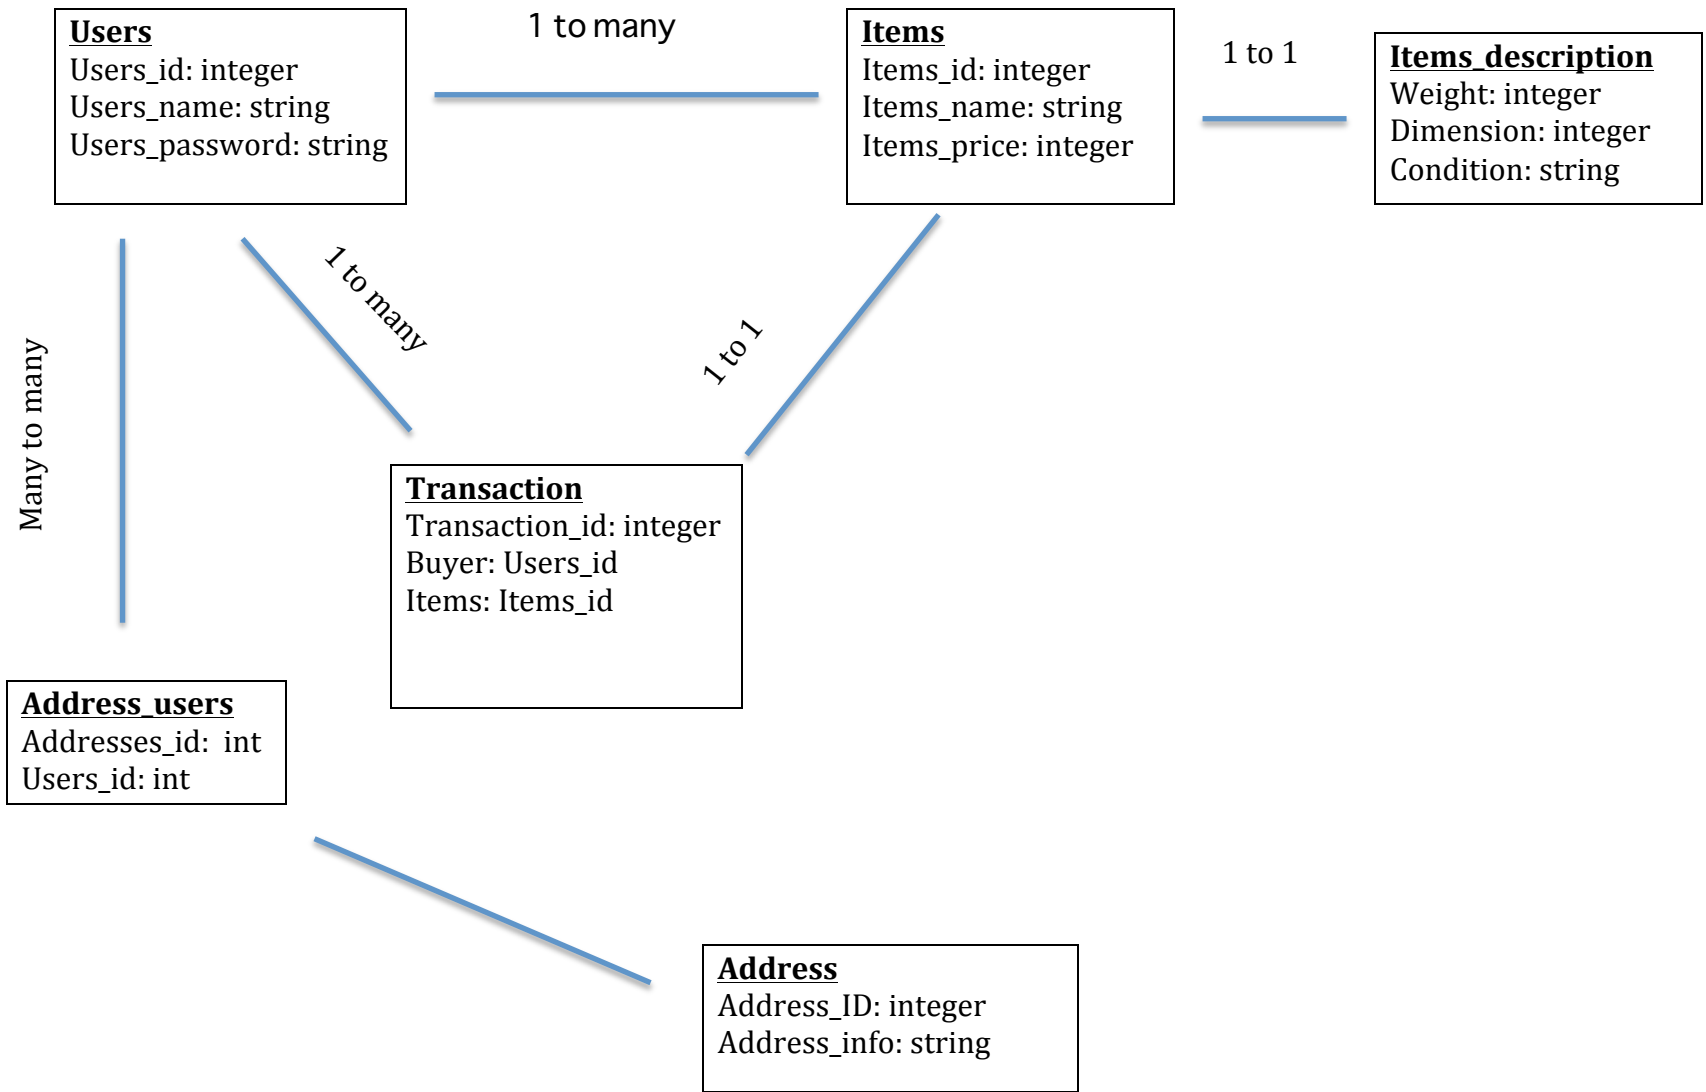 Users
Users_id: integer
Users_name: string
Users_password: string
1 to many
Items
Items_id: integer
Items_name: string
Items_price: integer
1 to 1
Items_description
Weight: integer
Dimension: integer
Condition: string
1 to many
1 to 1
Many to many
Transaction
Transaction_id: integer
Buyer: Users_id
Items: Items_id
Address_users
Addresses_id:  int
Users_id: int
Address
Address_ID: integer
Address_info: string